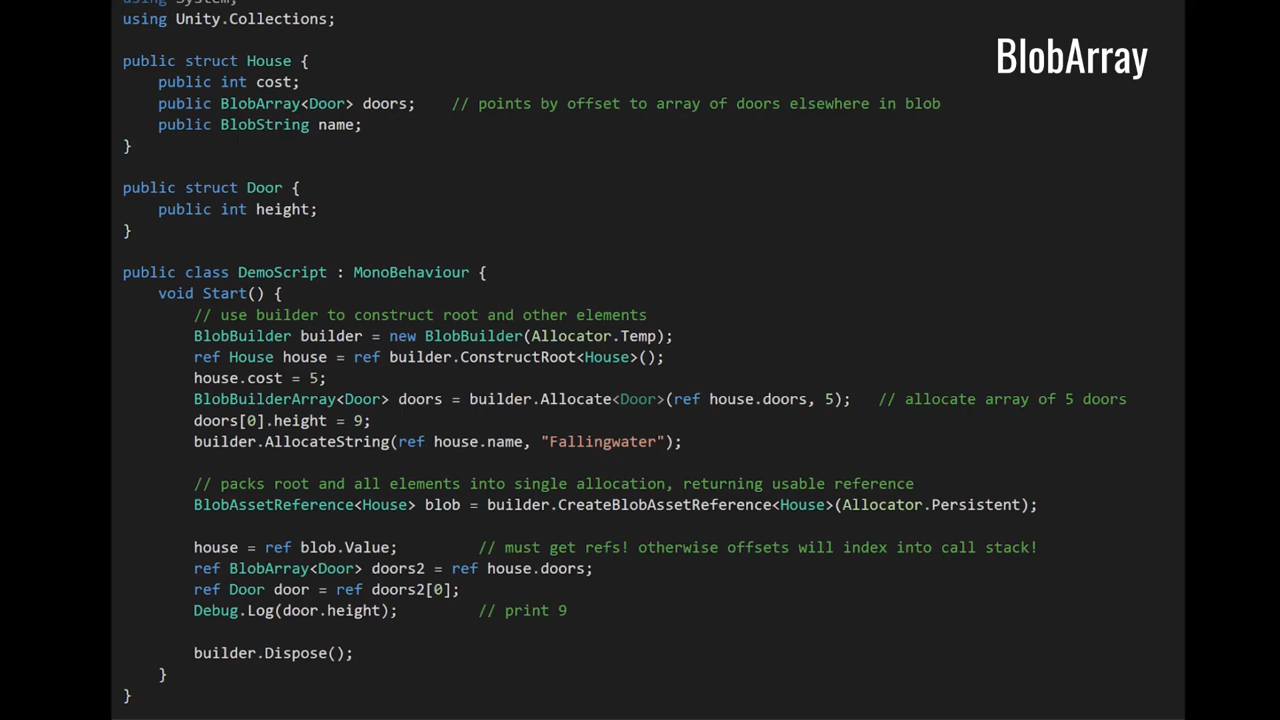 using System;
using Unity.Collections;
BlobArray
public struct House {
public int cost;
public BlobArray<Door> doors; // points by offset to array of doors elsewhere in blob
public BlobString name;
}
public struct Door {
public int height;
}
public class DemoScript : MonoBehaviour {
void Start() {
// use builder to construct root and other elements
BlobBuilder builder = new BlobBuilder(Allocator.Temp);
ref House house = ref builder.ConstructRoot<House>();
house.cost = 5;
BlobBuilderArray<Door> doors = builder.Allocate<Door>(ref house.doors, 5); // allocate array of 5 doors
doors[0].height = 9;
builder.AllocateString(ref house.name, "Fallingwater");
// packs root and all elements into single allocation, returning usable reference
BlobAssetReference<House> blob = builder.CreateBlobAssetReference<House>(Allocator.Persistent);
house = ref blob.Value; // must get refs! otherwise offsets will index into call stack!
ref BlobArray<Door> doors2 = ref house.doors;
ref Door door = ref doors2[0];
Debug.Log(door.height); // print 9
builder.Dispose();
}
}